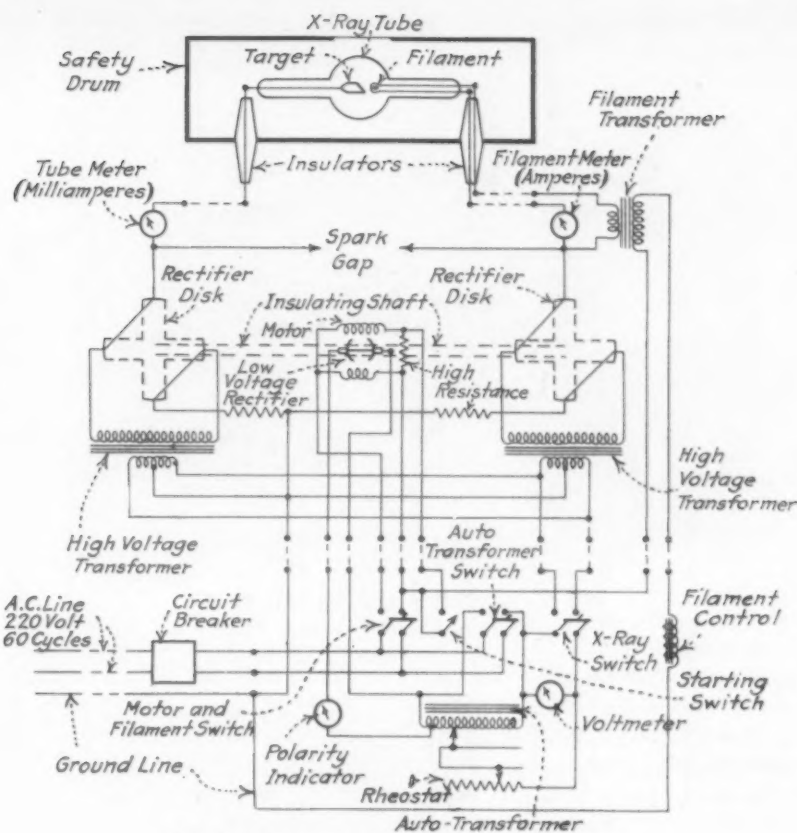 X-Ray Tube
Safety
Drum
Target
Filament
Filament
Transformer
Insulators
Tube Meter
(Milliamperes)
Filament Meter
(Amperes)
Spark
Gap
Rectifier
Disk
Insulating Shaft
Motor
Rectifier
Disk
Low
Voltage
Rectifier
High
Resistance
High Voltage
Transformer
High
Voltage
Transformer
Auto
Transformer
Switch
A.C. Line
220 Volt
60 Cycles
Circuit
Breaker
X-Ray
Switch
Filament
Control
Motor and
Filament Switch
Starting
Switch
Voltmeter
Polarity
Indicator
Ground Line
Rheostat
Auto-Transformer